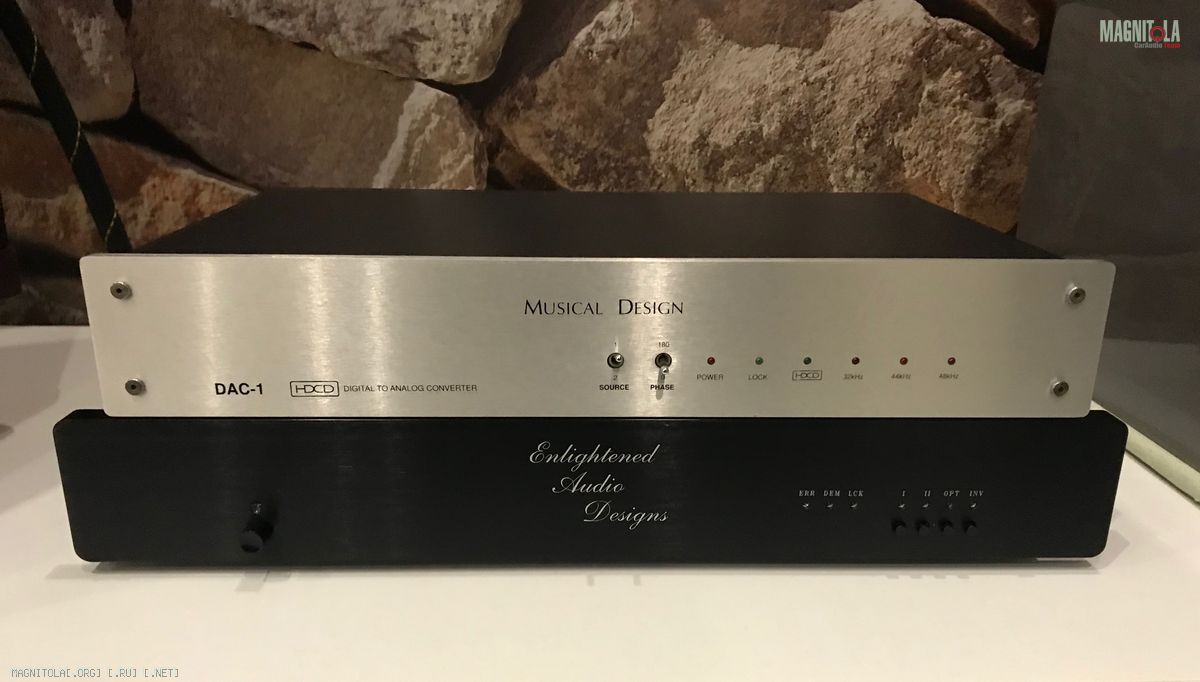 MAGNITOLA
CarAudio Team
MUSICAL DESIGN
1
180
2
0
SOURCE
PHASE
POWER
LOCK
HDCD
32kHz
44kHz
48kHz
DAC-1
HDCD DIGITAL TO ANALOG CONVERTER
Enlightened
Audio
Designs
ERR DEM LCK
I II OPT INV
MAGNITOLA[.ORG] [.RU] [.NET]